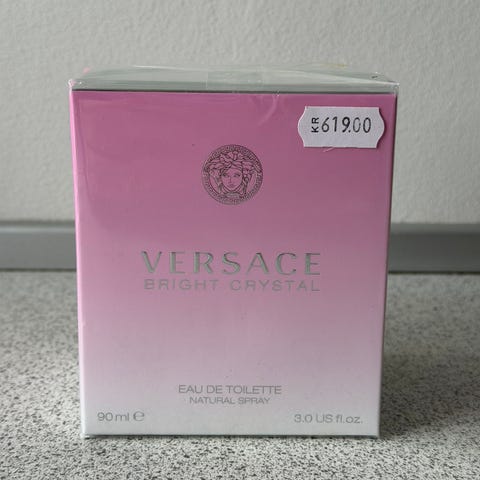 KR 619.00
VERSACE
BRIGHT CRYSTAL
EAU DE TOILETTE
NATURAL SPRAY
90 ml ℮ 3.0 US fl.oz.